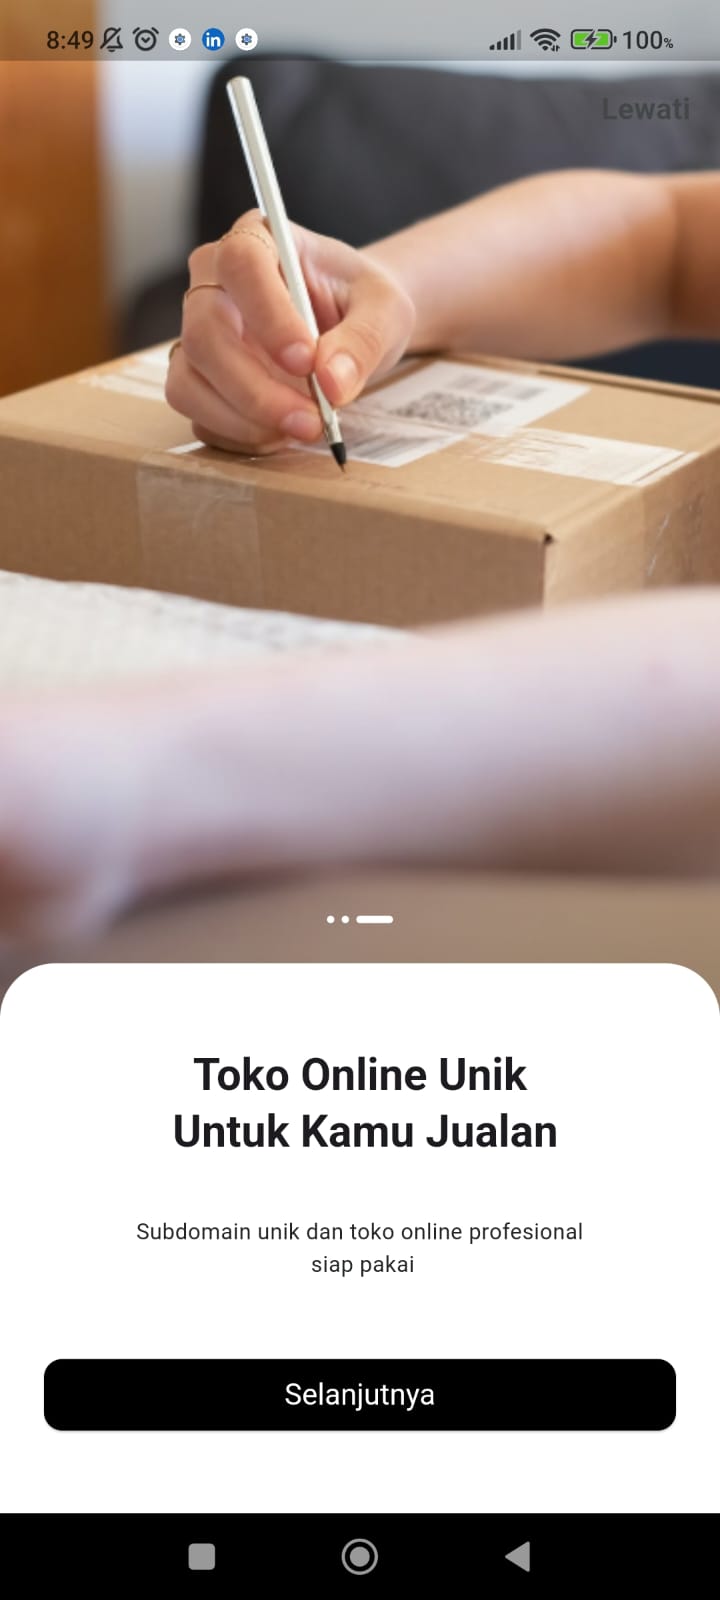 8:49 in 100%
Lewati
Toko Online Unik
Untuk Kamu Jualan
Subdomain unik dan toko online profesional
siap pakai
Selanjutnya